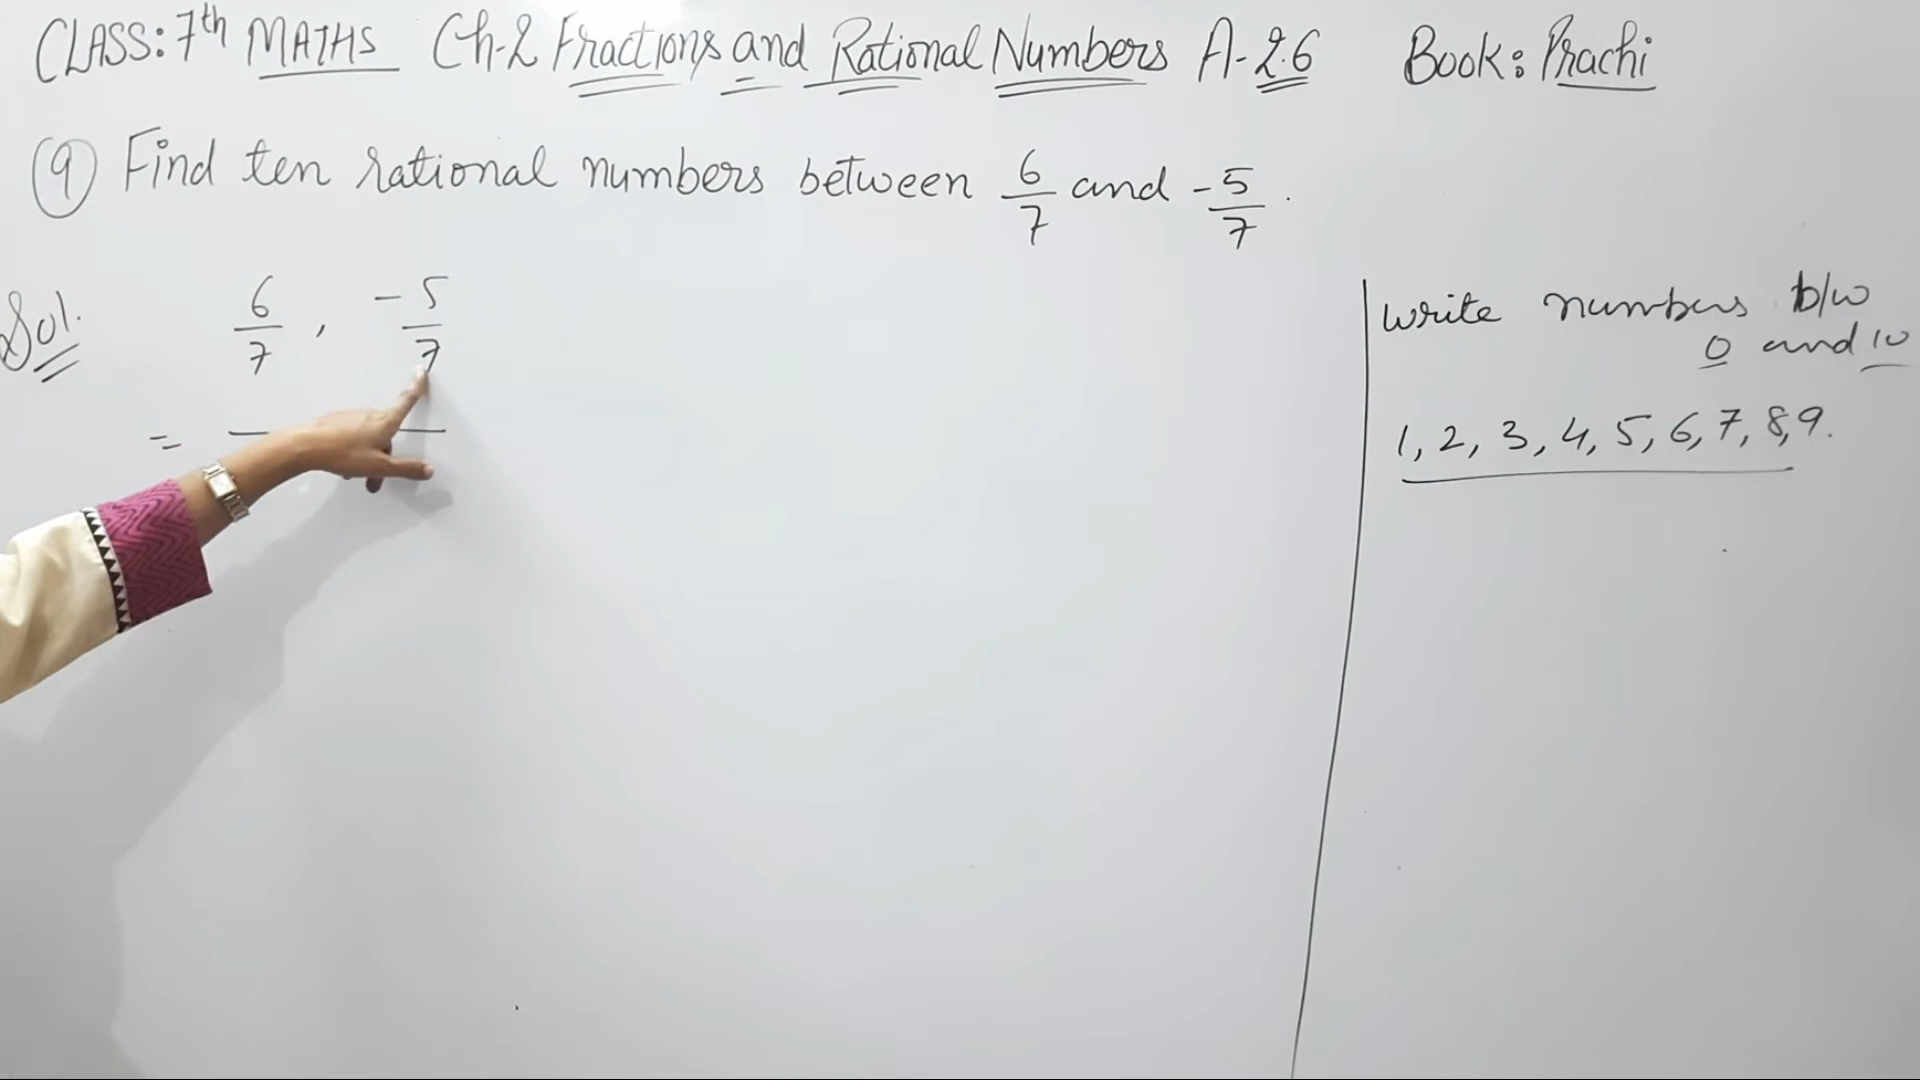 CLASS: 7th MATHS Ch-2 Fractions and Rational Numbers A-2.6 Book: Prachi
9 Find ten rational numbers between 6/7 and -5/7.
Sol. 6/7, -5/7
=
write numbers b/w
0 and 10
1, 2, 3, 4, 5, 6, 7, 8, 9.